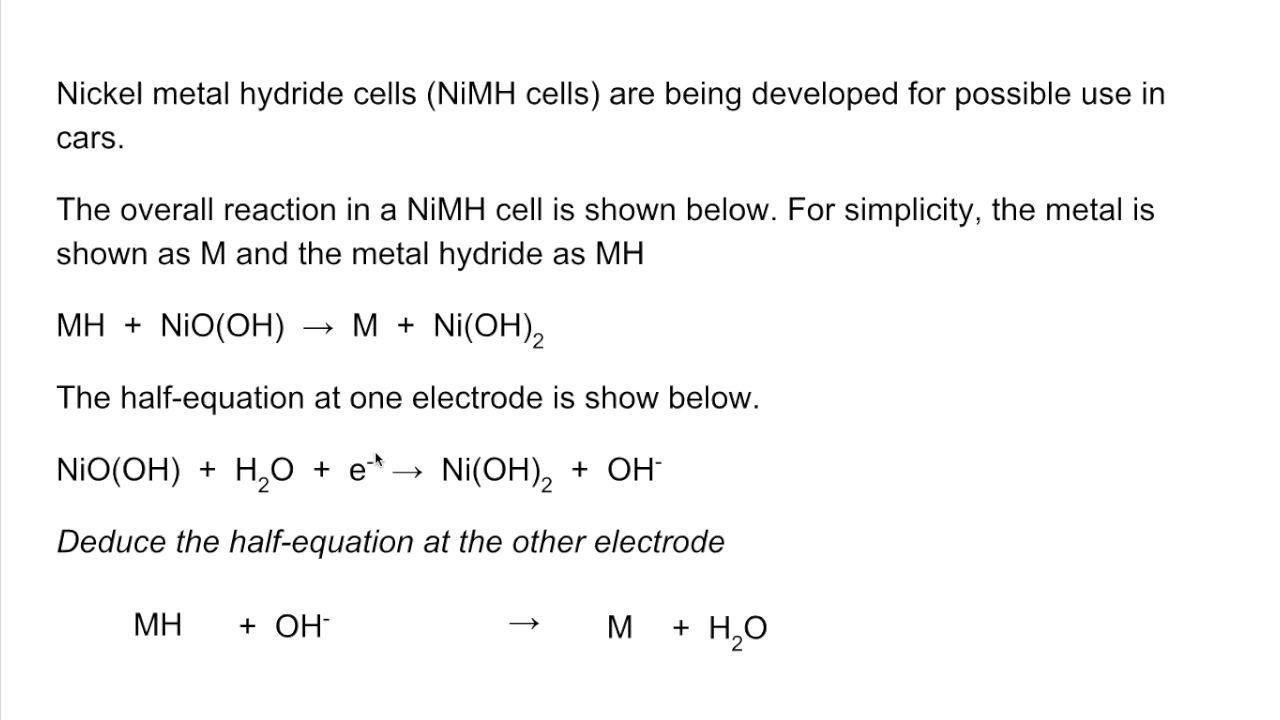 Nickel metal hydride cells (NiMH cells) are being developed for possible use in
cars.
The overall reaction in a NiMH cell is shown below. For simplicity, the metal is
shown as M and the metal hydride as MH
MH + NiO(OH) → M + Ni(OH)₂
The half-equation at one electrode is show below.
NiO(OH) + H₂O + e⁻ → Ni(OH)₂ + OH⁻
Deduce the half-equation at the other electrode
MH + OH⁻ → M + H₂O